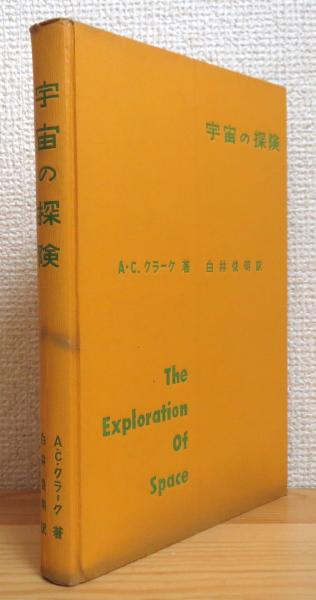 宇宙の探険
A・C.クラーク 著　白井俊明訳
The
Exploration
Of
Space
宇宙の探険
A.C.クラーク 著
白井俊明 訳